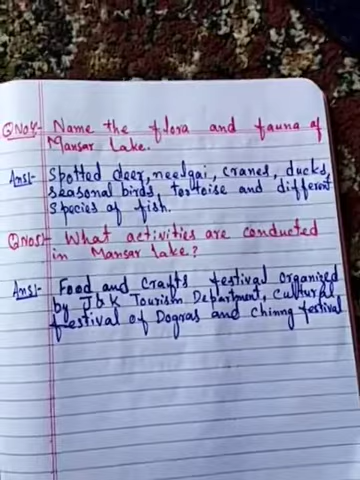 QNo4:- Name the flora and fauna of
Mansar Lake.
Ans:- Spotted deer, neelgai, cranes, ducks,
seasonal birds, tortoise and different
species of fish.
QNo5:- What activities are conducted
in Mansar Lake?
Ans:- Food and crafts festival organized
by J&K Tourism Department, cultural
festival of Dogras and Chinng festival